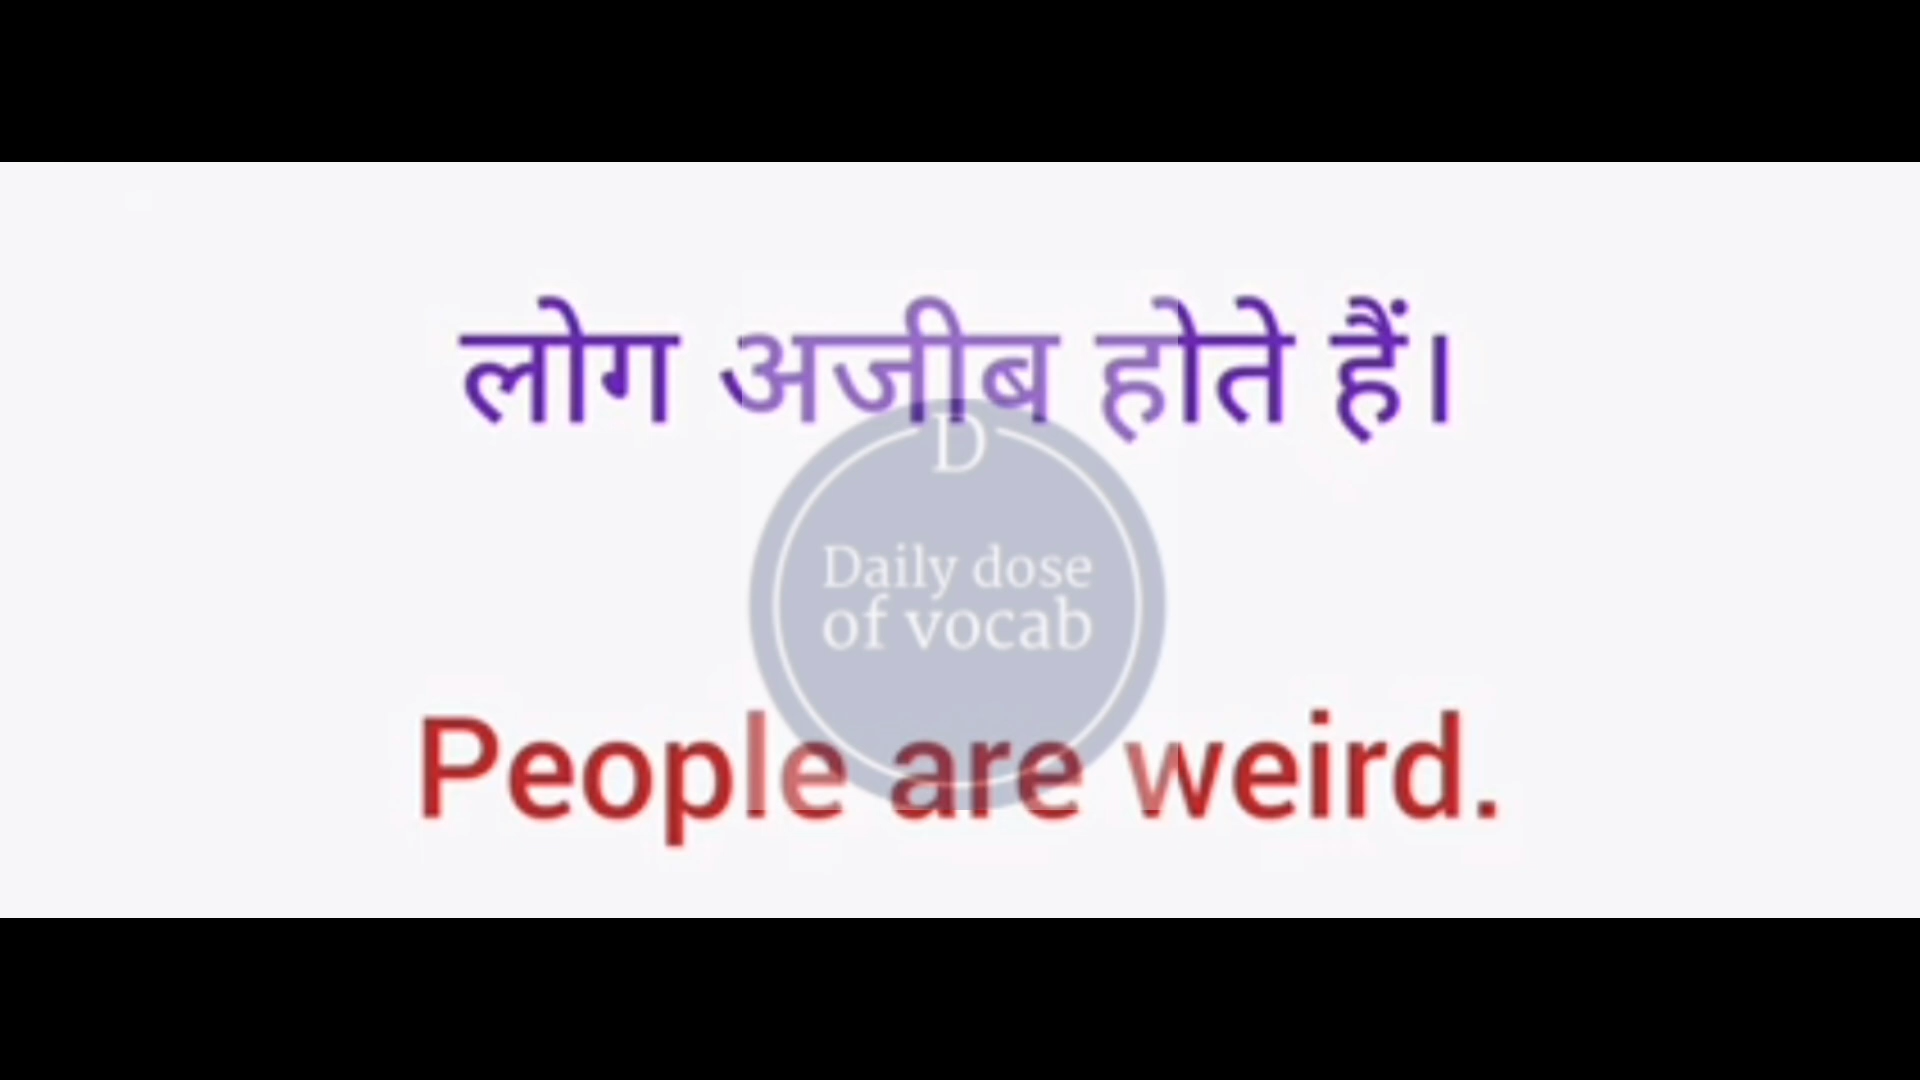 लोग अजीब होते हैं।
D
Daily dose
of vocab
People are weird.